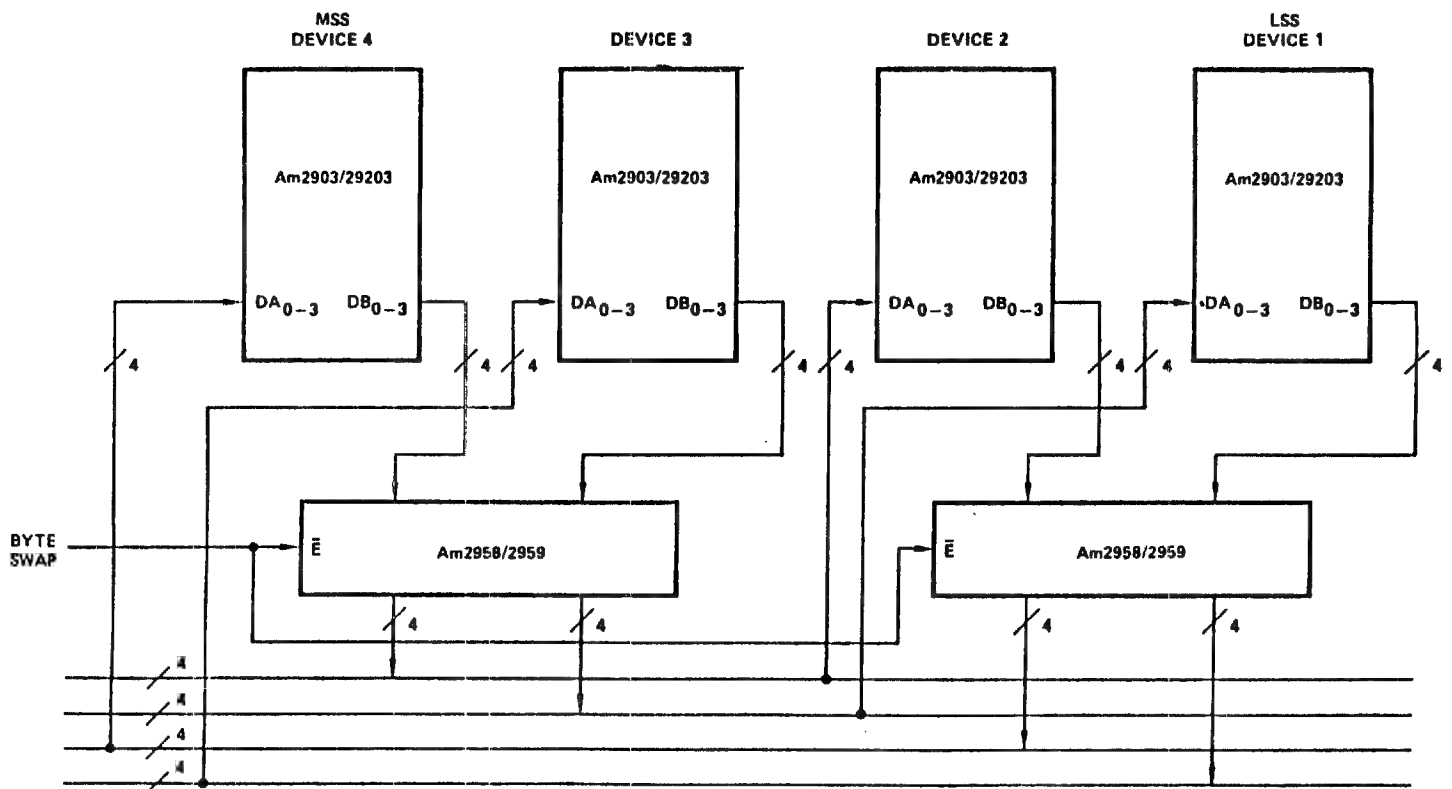 MSS
DEVICE 4
DEVICE 3
DEVICE 2
LSS
DEVICE 1
Am2903/29203
Am2903/29203
Am2903/29203
Am2903/29203
DA0–3 DB0–3
DA0–3 DB0–3
DA0–3 DB0–3
DA0–3 DB0–3
4
4
4
4
4
4
4
4
BYTE
SWAP
E̅
Am2958/2959
E̅
Am2958/2959
4
4
4
4
4
4
4
4